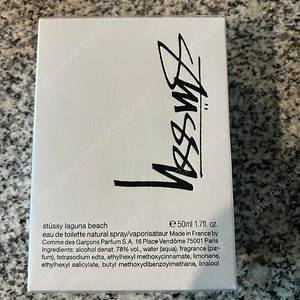 Stüssy
stüssy laguna beach
eau de toilette natural spray/vaporisateur Made in France by
Comme des Garçons Parfum S.A. 16 Place Vendôme 75001 Paris
Ingredients: alcohol denat. 78% vol., water (aqua), fragrance (par-
fum), tetrasodium edta, ethylhexyl methoxycinnamate, limonene,
ethylhexyl salicylate, butyl methoxydibenzoylmethane, linalool
℮50ml 1.7fl. oz.